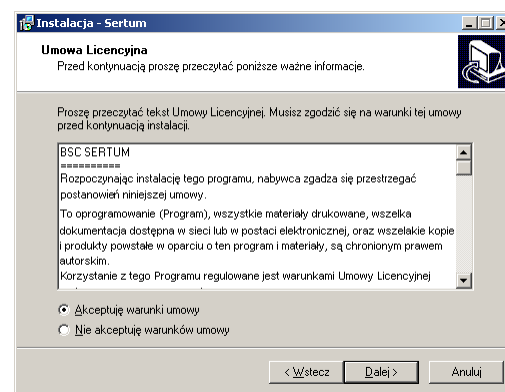 Instalacja - Sertum
Umowa Licencyjna
Przed kontynuacją proszę przeczytać poniższe ważne informacje.
Proszę przeczytać tekst Umowy Licencyjnej. Musisz zgodzić się na warunki tej umowy
przed kontynuacją instalacji.
BSC SERTUM
==========
Rozpoczynając instalację tego programu, nabywca zgadza się przestrzegać
postanowień niniejszej umowy.
To oprogramowanie (Program), wszystkie materiały drukowane, wszelka
dokumentacja dostępna w sieci lub w postaci elektronicznej, oraz wszelakie kopie
i produkty powstałe w oparciu o ten program i materiały, są chronionym prawem
autorskim.
Korzystanie z tego Programu regulowane jest warunkami Umowy Licencyjnej
Akceptuję warunki umowy
Nie akceptuję warunków umowy
< Wstecz
Dalej >
Anuluj